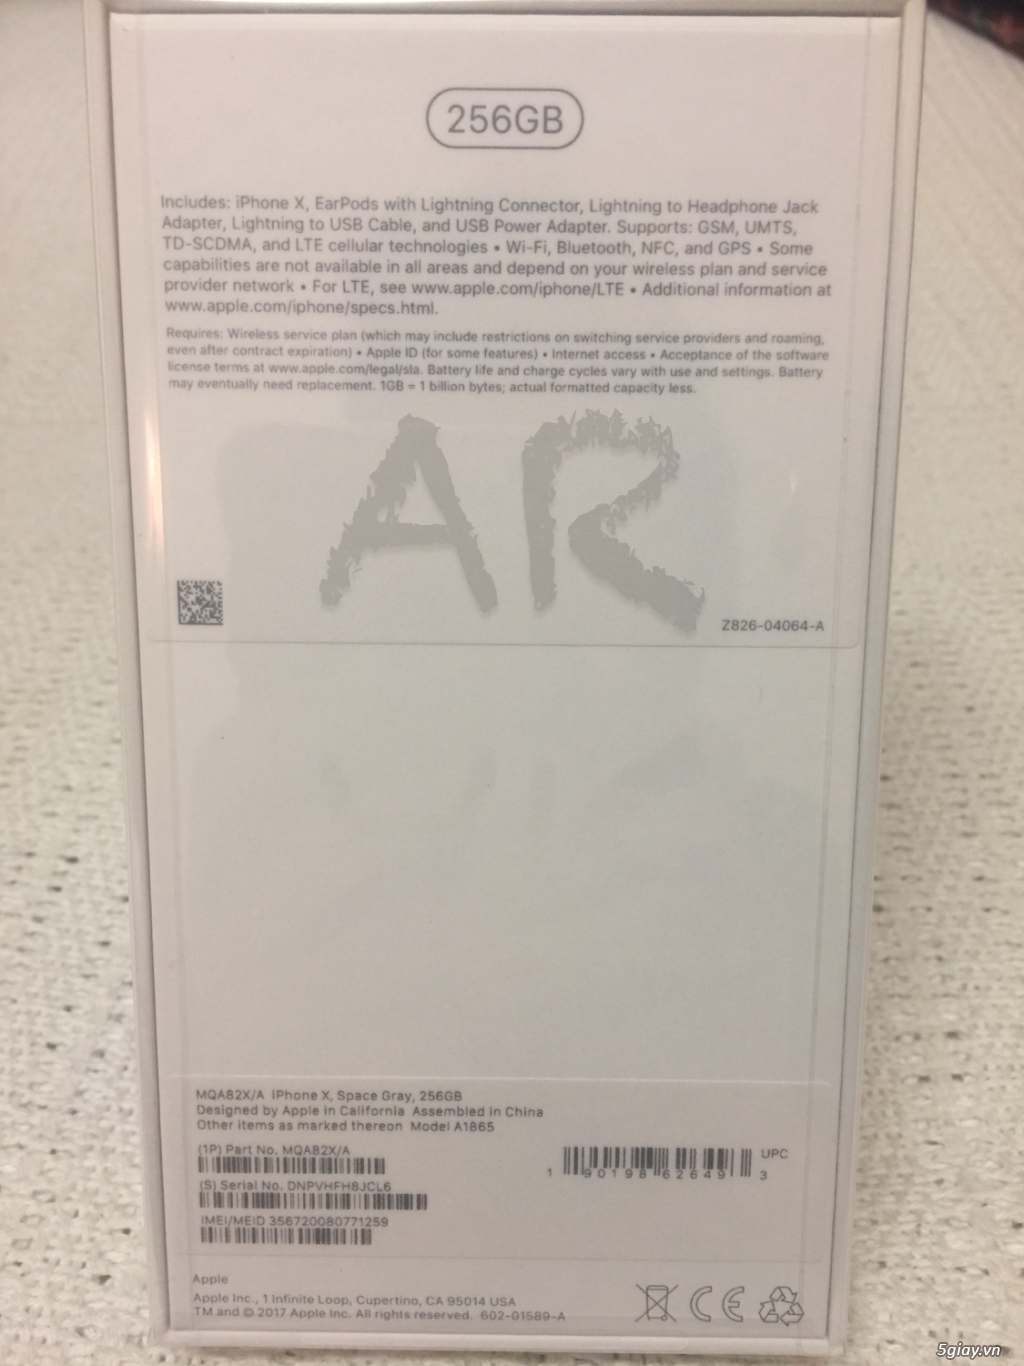 256GB
Includes: iPhone X, EarPods with Lightning Connector, Lightning to Headphone Jack
Adapter, Lightning to USB Cable, and USB Power Adapter. Supports: GSM, UMTS,
TD-SCDMA, and LTE cellular technologies • Wi-Fi, Bluetooth, NFC, and GPS • Some
capabilities are not available in all areas and depend on your wireless plan and service
provider network • For LTE, see www.apple.com/iphone/LTE • Additional information at
www.apple.com/iphone/specs.html.
Requires: Wireless service plan (which may include restrictions on switching service providers and roaming,
even after contract expiration) • Apple ID (for some features) • Internet access • Acceptance of the software
license terms at www.apple.com/legal/sla. Battery life and charge cycles vary with use and settings. Battery
may eventually need replacement. 1GB = 1 billion bytes; actual formatted capacity less.
AR
Z826-04064-A
MQA82X/A iPhone X, Space Gray, 256GB
Designed by Apple in California Assembled in China
Other items as marked thereon Model A1865
(1P) Part No. MQA82X/A
(S) Serial No. DNPVHFH8JCL6
IMEI/MEID 356720080771259
UPC
1 90198 62649 3
Apple
Apple Inc., 1 Infinite Loop, Cupertino, CA 95014 USA
TM and © 2017 Apple Inc. All rights reserved. 602-01589-A
CE
5giay.vn